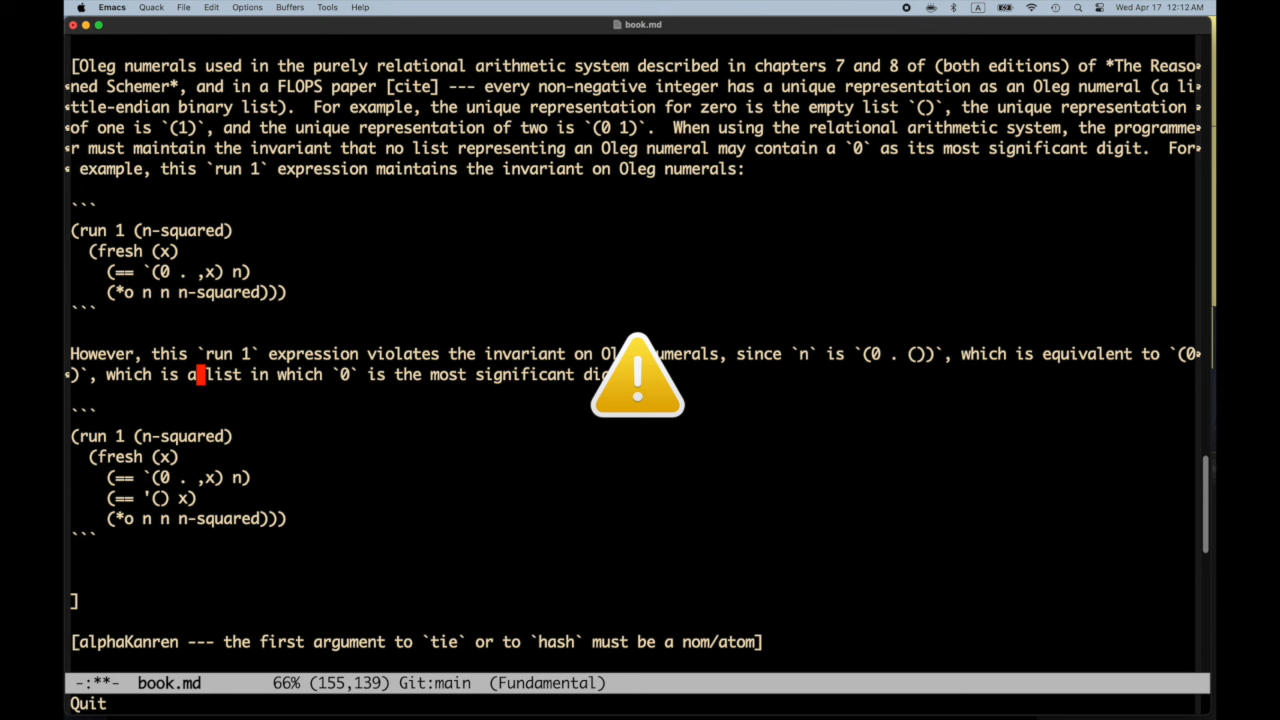 Emacs Quack File Edit Options Buffers Tools Help A Wed Apr 17 12:12 AM
book.md
[Oleg numerals used in the purely relational arithmetic system described in chapters 7 and 8 of (both editions) of *The Reaso
ned Schemer*, and in a FLOPS paper [cite] --- every non-negative integer has a unique representation as an Oleg numeral (a li
ttle-endian binary list).  For example, the unique representation for zero is the empty list `()`, the unique representation
of one is `(1)`, and the unique representation of two is `(0 1)`.  When using the relational arithmetic system, the programme
r must maintain the invariant that no list representing an Oleg numeral may contain a `0` as its most significant digit.  For
example, this `run 1` expression maintains the invariant on Oleg numerals:
```
(run 1 (n-squared)
(fresh (x)
(== `(0 . ,x) n)
(*o n n n-squared)))
```
However, this `run 1` expression violates the invariant on Ol umerals, since `n` is `(0 . ())`, which is equivalent to `(0
)`, which is a list in which `0` is the most significant di
```
(run 1 (n-squared)
(fresh (x)
(== `(0 . ,x) n)
(== '() x)
(*o n n n-squared)))
```
]
[alphaKanren --- the first argument to `tie` or to `hash` must be a nom/atom]
-:**- book.md 66% (155,139) Git:main (Fundamental)
Quit